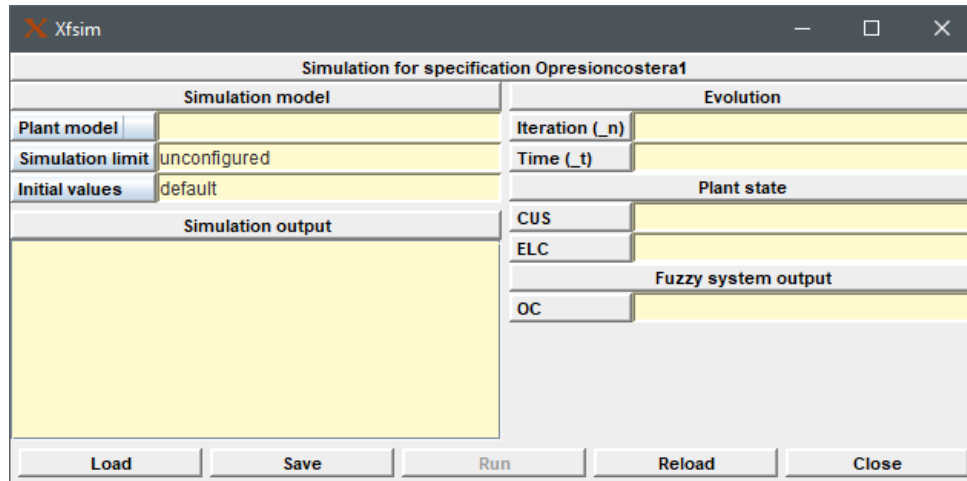 Xfsim
Simulation for specification Opresioncostera1
Simulation model
Plant model
Simulation limit unconfigured
Initial values default
Simulation output
Evolution
Iteration (_n)
Time (_t)
Plant state
CUS
ELC
Fuzzy system output
OC
Load Save Run Reload Close